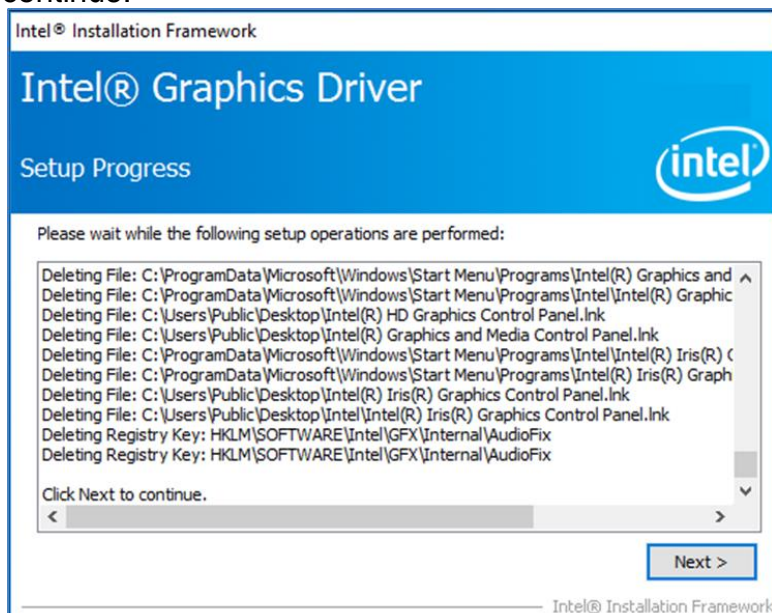 continue.
Intel® Installation Framework
Intel® Graphics Driver
Setup Progress
intel
Please wait while the following setup operations are performed:
Deleting File: C:\ProgramData\Microsoft\Windows\Start Menu\Programs\Intel(R) Graphics and
Deleting File: C:\ProgramData\Microsoft\Windows\Start Menu\Programs\Intel\Intel(R) Graphic
Deleting File: C:\Users\Public\Desktop\Intel(R) HD Graphics Control Panel.lnk
Deleting File: C:\Users\Public\Desktop\Intel(R) Graphics and Media Control Panel.lnk
Deleting File: C:\ProgramData\Microsoft\Windows\Start Menu\Programs\Intel\Intel(R) Iris(R) (
Deleting File: C:\ProgramData\Microsoft\Windows\Start Menu\Programs\Intel(R) Iris(R) Graph
Deleting File: C:\Users\Public\Desktop\Intel(R) Iris(R) Graphics Control Panel.lnk
Deleting File: C:\Users\Public\Desktop\Intel\Intel(R) Iris(R) Graphics Control Panel.lnk
Deleting Registry Key: HKLM\SOFTWARE\Intel\GFX\Internal\AudioFix
Deleting Registry Key: HKLM\SOFTWARE\Intel\GFX\Internal\AudioFix
Click Next to continue.
Next >
Intel® Installation Framework